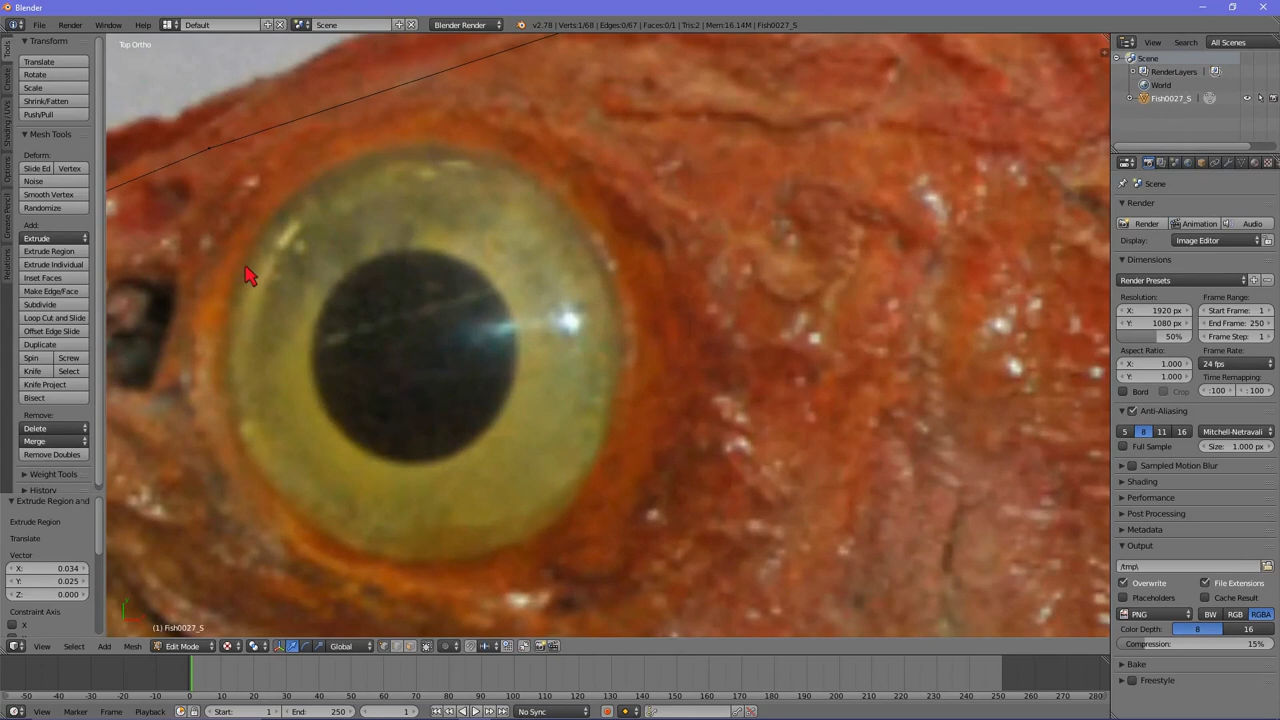 Blender
File
Render
Window
Help
Default
Scene
Blender Render
v2.78 | Verts:1/68 | Edges:0/67 | Faces:0/1 | Tris:2 | Mem:16.14M | Fish0027_S
Tools
Create
Shading / UVs
Options
Grease Pencil
Relations
Transform
Translate
Rotate
Scale
Shrink/Fatten
Push/Pull
Mesh Tools
Deform:
Slide Ed
Vertex
Noise
Smooth Vertex
Randomize
Add:
Extrude
Extrude Region
Extrude Individual
Inset Faces
Make Edge/Face
Subdivide
Loop Cut and Slide
Offset Edge Slide
Duplicate
Spin
Screw
Knife
Select
Knife Project
Bisect
Remove:
Delete
Merge
Remove Doubles
Weight Tools
History
Extrude Region and
Extrude Region
Translate
Vector
X: 0.034
Y: 0.025
Z: 0.000
Constraint Axis
X
Top Ortho
(1) Fish0027_S
View
Select
Add
Mesh
Edit Mode
Global
-50 -40 -30 -20 -10 0 10 20 30 40 50 60 70 80 90 100 110 120 130 140 150 160 170 180 190 200 210 220 230 240 250 260 270 280
View
Marker
Frame
Playback
Start: 1
End: 250
1
No Sync
View
Search
All Scenes
Scene
RenderLayers
World
Fish0027_S
Scene
Render
Render
Animation
Audio
Display:
Image Editor
Dimensions
Render Presets
Resolution:
X: 1920 px
Y: 1080 px
50%
Frame Range:
Start Frame: 1
End Frame: 250
Frame Step: 1
Aspect Ratio:
X: 1.000
Y: 1.000
Frame Rate:
24 fps
Time Remapping:
:100
: 100
Bord
Crop
Anti-Aliasing
5
8
11
16
Mitchell-Netravali
Full Sample
Size: 1.000 px
Sampled Motion Blur
Shading
Performance
Post Processing
Metadata
Output
/tmp\
Overwrite
File Extensions
Placeholders
Cache Result
PNG
BW
RGB
RGBA
Color Depth:
8
16
Compression:
15%
Bake
Freestyle